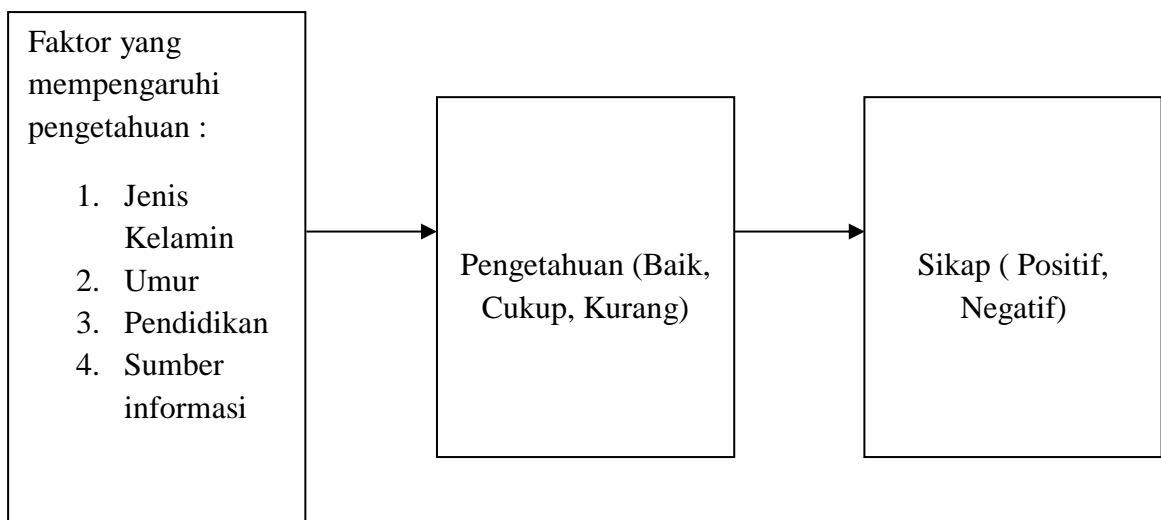 Faktor yang
mempengaruhi
pengetahuan :
1. Jenis
Kelamin
2. Umur
3. Pendidikan
4. Sumber
informasi
Pengetahuan (Baik,
Cukup, Kurang)
Sikap ( Positif,
Negatif)